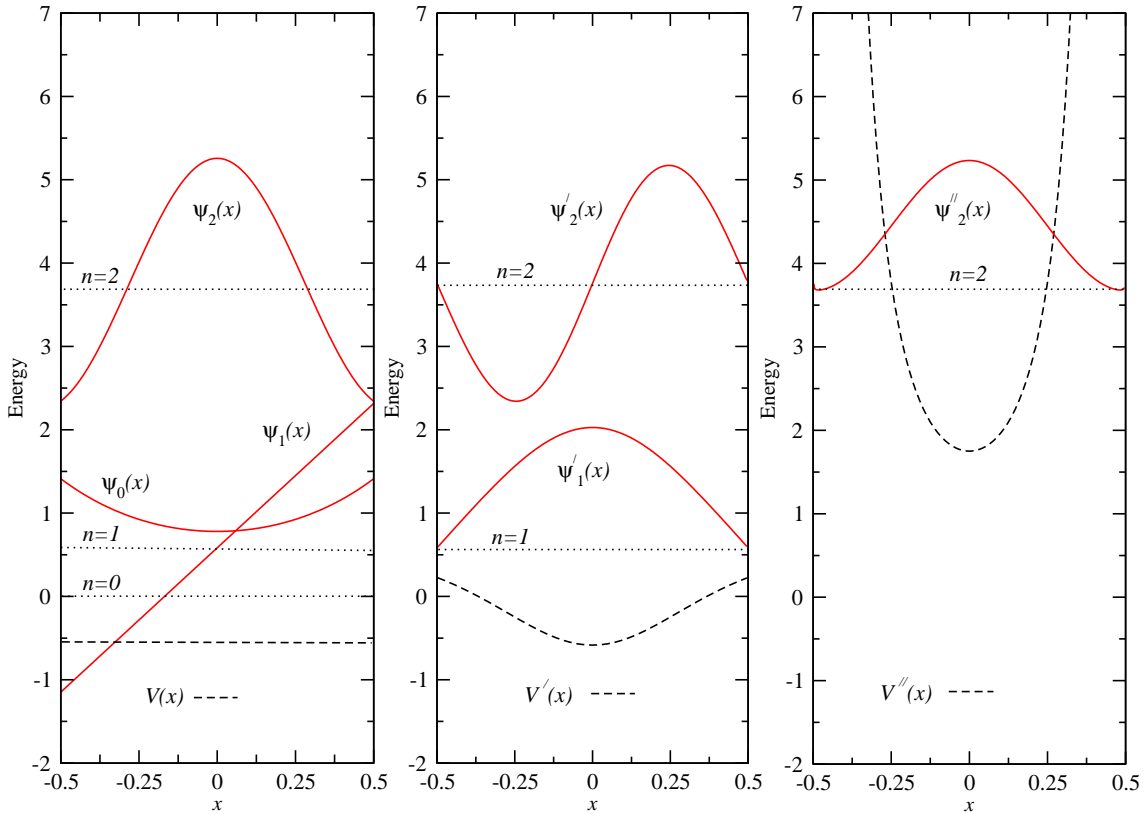 7
6
5
4
3
2
1
0
-1
-2
Energy
-0.5 -0.25 0 0.25 0.5
x
ψ2(x)
n=2
ψ1(x)
ψ0(x)
n=1
n=0
V(x)
7
6
5
4
3
2
1
0
-1
-2
Energy
-0.5 -0.25 0 0.25 0.5
x
ψ′2(x)
n=2
ψ′1(x)
n=1
V′(x)
7
6
5
4
3
2
1
0
-1
-2
Energy
-0.5 -0.25 0 0.25 0.5
x
ψ″2(x)
n=2
V″(x)